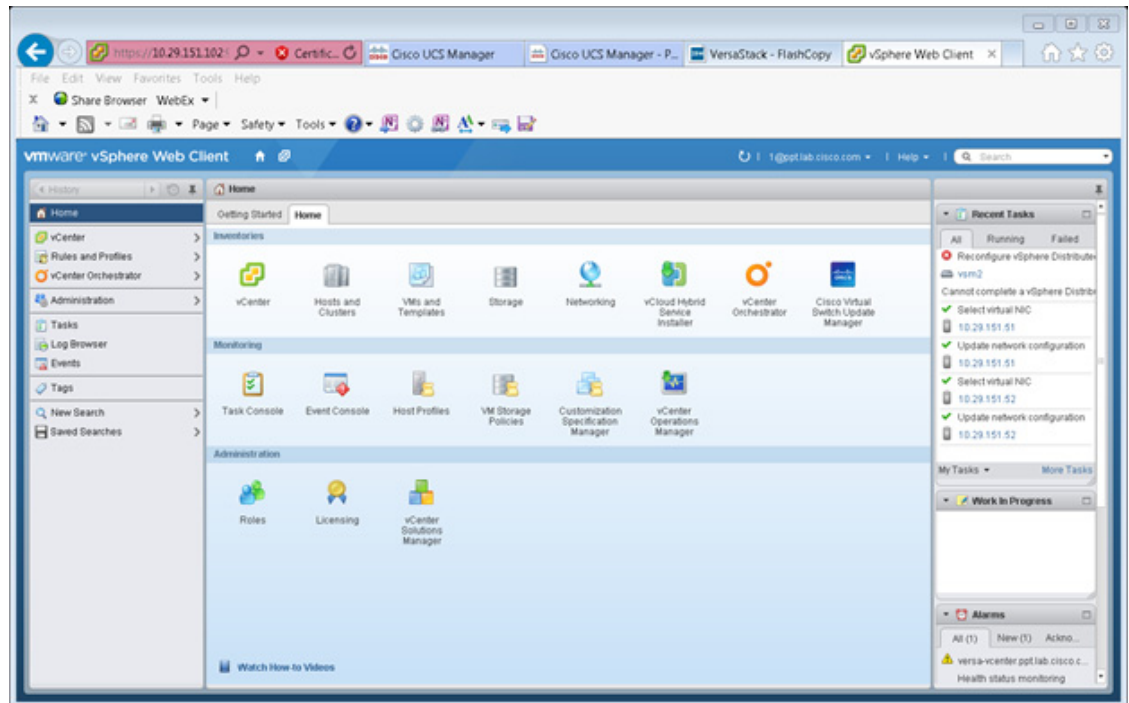 https://10.29.151.102
Certific...
Cisco UCS Manager
Cisco UCS Manager - P...
VersaStack - FlashCopy
vSphere Web Client
File Edit View Favorites Tools Help
Share Browser WebEx
Page Safety Tools
vmware vSphere Web Client
1@ppt.lab.cisco.com
Help
Search
History
Home
Home
vCenter
Rules and Profiles
vCenter Orchestrator
Administration
Tasks
Log Browser
Events
Tags
New Search
Saved Searches
Getting Started
Home
Inventories
vCenter
Hosts and
Clusters
VMs and
Templates
Storage
Networking
vCloud Hybrid
Service
Installer
vCenter
Orchestrator
Cisco Virtual
Switch Update
Manager
Monitoring
Task Console
Event Console
Host Profiles
VM Storage
Policies
Customization
Specification
Manager
vCenter
Operations
Manager
Administration
Roles
Licensing
vCenter
Solutions
Manager
Watch How-to Videos
Recent Tasks
All Running Failed
Reconfigure vSphere Distribute
vsm2
Cannot complete a vSphere Distrib
Select virtual NIC
10.29.151.51
Update network configuration
10.29.151.51
Select virtual NIC
10.29.151.52
Update network configuration
10.29.151.52
My Tasks
More Tasks
Work In Progress
Alarms
All (1) New (1) Ackno...
versa-vcenter.ppt.lab.cisco.c...
Health status monitoring